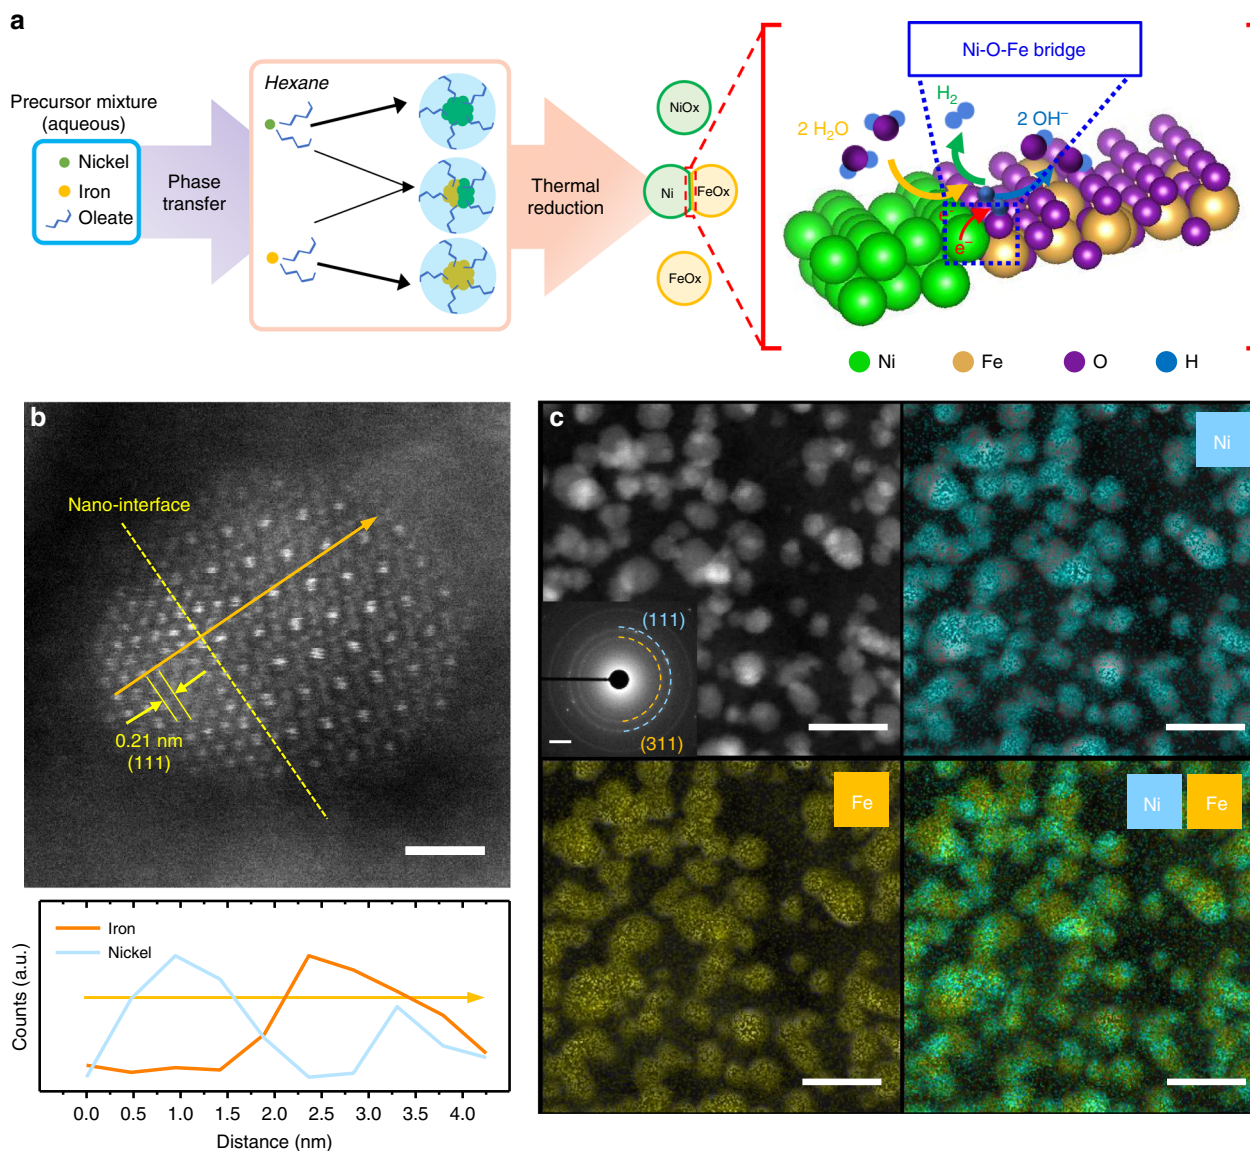 a
Precursor mixture
(aqueous)
Nickel
Iron
Oleate
Phase
transfer
Hexane
Thermal
reduction
NiOx
Ni
FeOx
FeOx
Ni-O-Fe bridge
H₂
2 H₂O
2 OH⁻
e⁻
Ni
Fe
O
H
b
Nano-interface
0.21 nm
(111)
Iron
Nickel
Counts (a.u.)
0.0 0.5 1.0 1.5 2.0 2.5 3.0 3.5 4.0
Distance (nm)
c
(111)
(311)
Ni
Fe
Ni Fe